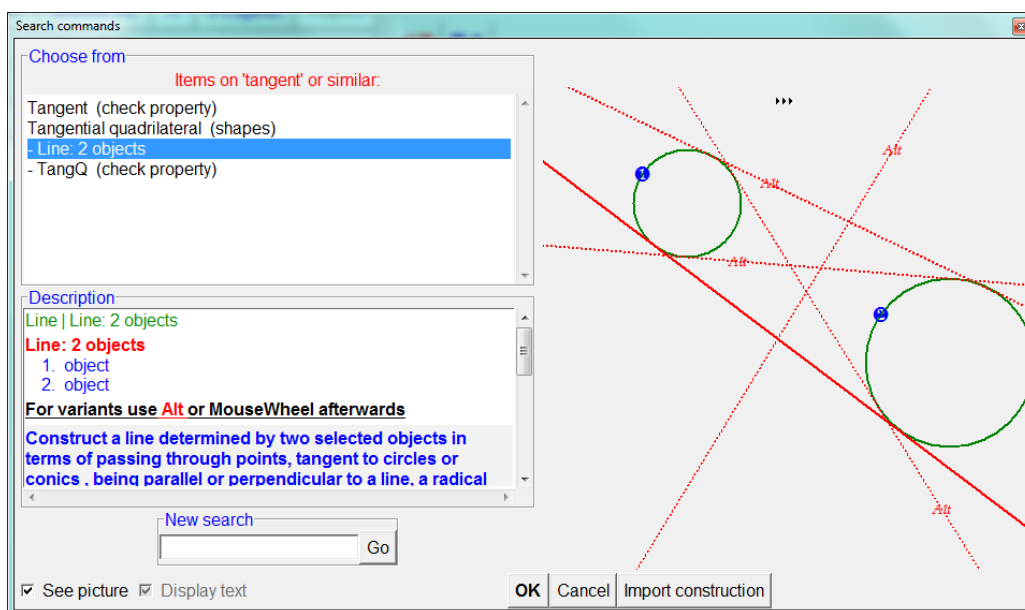 Search commands
Choose from
Items on 'tangent' or similar:
Tangent (check property)
Tangential quadrilateral (shapes)
- Line: 2 objects
- TangQ (check property)
Description
Line | Line: 2 objects
Line: 2 objects
1. object
2. object
For variants use Alt or MouseWheel afterwards
Construct a line determined by two selected objects in
terms of passing through points, tangent to circles or
conics , being parallel or perpendicular to a line, a radical
New search
Go
See picture
Display text
OK
Cancel
Import construction
Alt
Alt
Alt
Alt